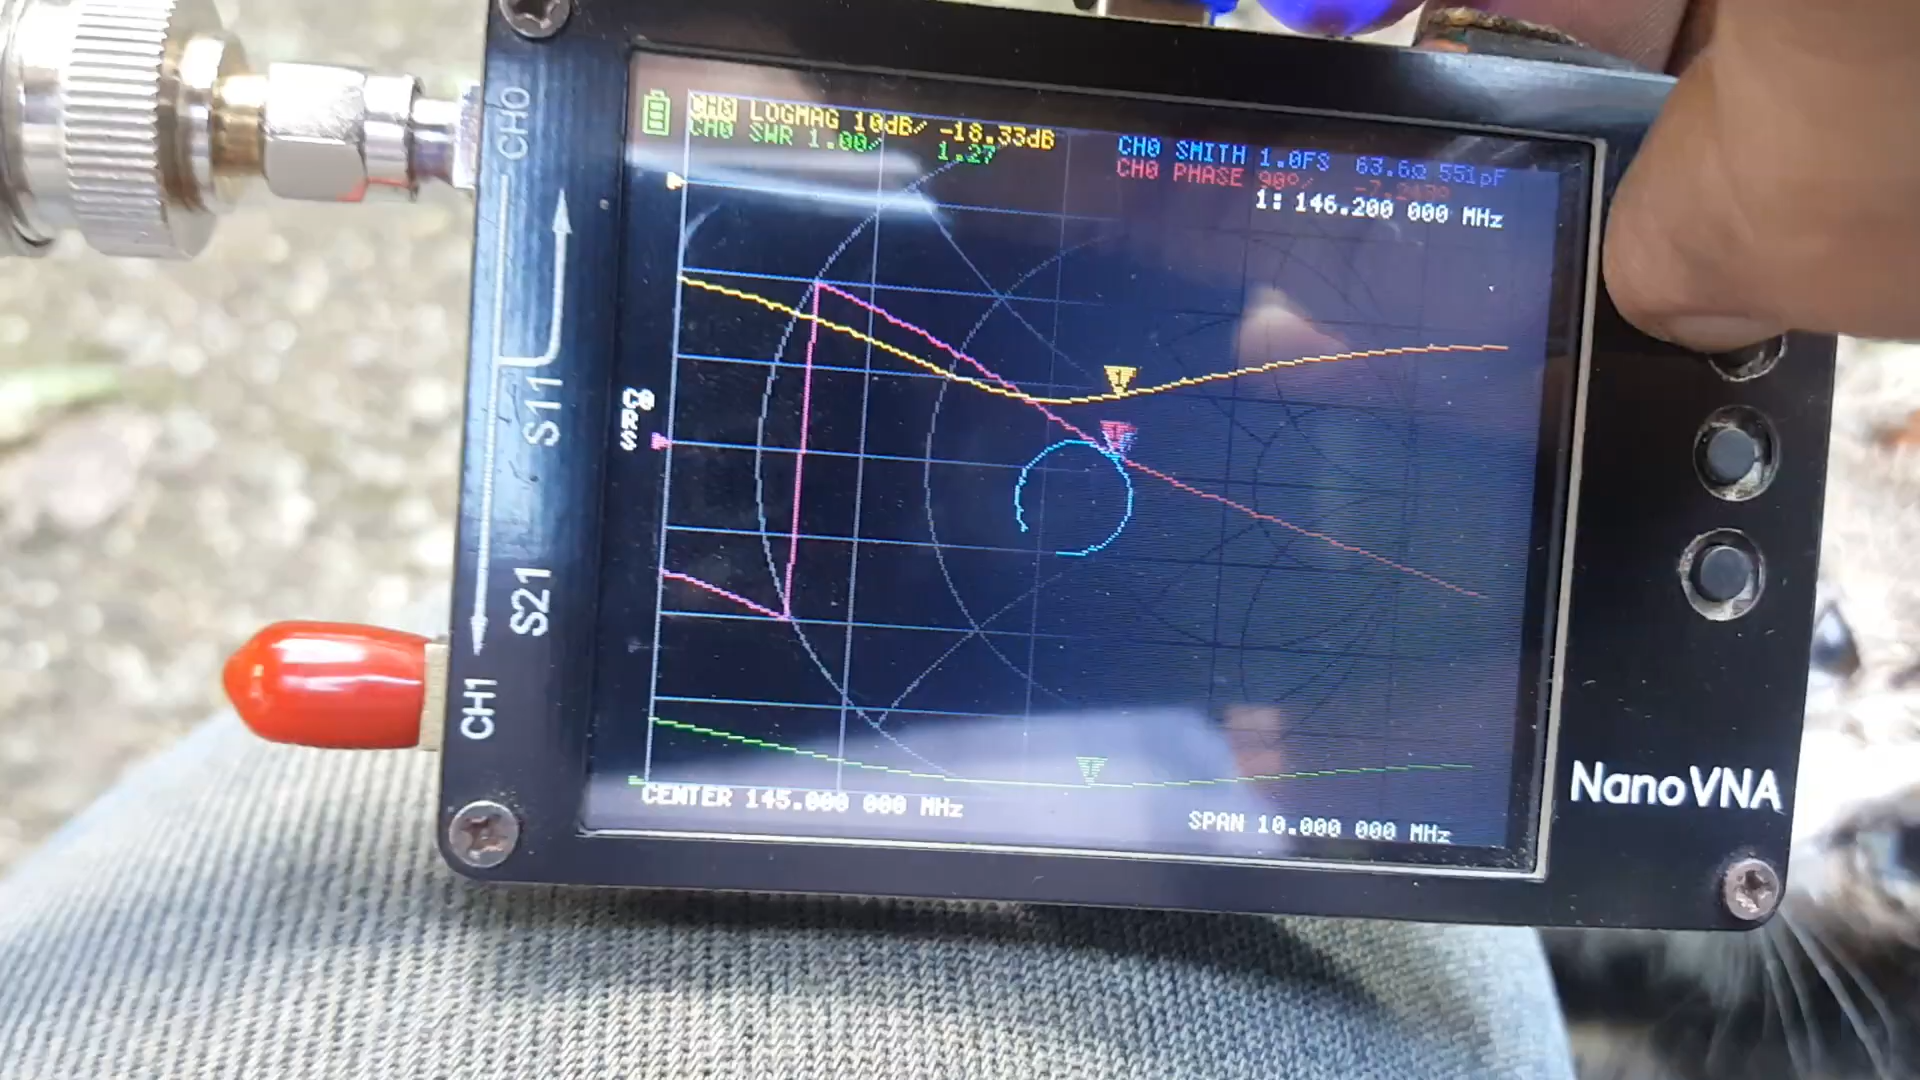 CH0 LOGMAG 10dB/ -18.33dB
CH0 SWR 1.00/ 1.27
CH0 SMITH 1.0FS 63.6Ω 551pF
CH0 PHASE 90°/
1: 146.200 000 MHz
C0
R
S
CENTER 145.000 000 MHz
SPAN 10.000 000 MHz
CH0
S11
S21
CH1
NanoVNA